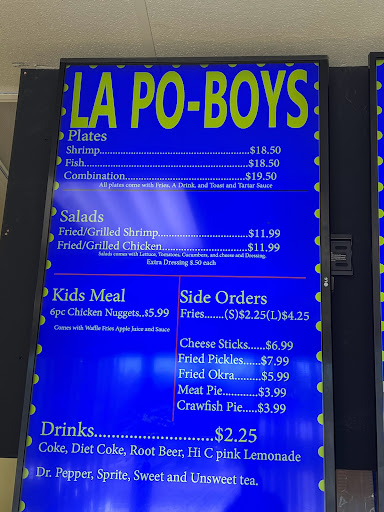 LA PO-BOYS
Plates
Shrimp...............................................$18.50
Fish.....................................................$18.50
Combination......................................$19.50
All plates come with Fries, A Drink, and Toast and Tartar Sauce
Salads
Fried/Grilled Shrimp.......................$11.99
Fried/Grilled Chicken......................$11.99
Salads comes with Lettuce, Tomatoes, Cucumbers, and cheese and Dressing.
Extra Dressing $.50 each
Kids Meal
6pc Chicken Nuggets..$5.99
Comes with Waffle Fries Apple Juice and Sauce
Side Orders
Fries.......(S)$2.25(L)$4.25
Cheese Sticks......$6.99
Fried Pickles......$7.99
Fried Okra........$5.99
Meat Pie............$3.99
Crawfish Pie.....$3.99
Drinks..........................$2.25
Coke, Diet Coke, Root Beer, Hi C pink Lemonade
Dr. Pepper, Sprite, Sweet and Unsweet tea.
LG